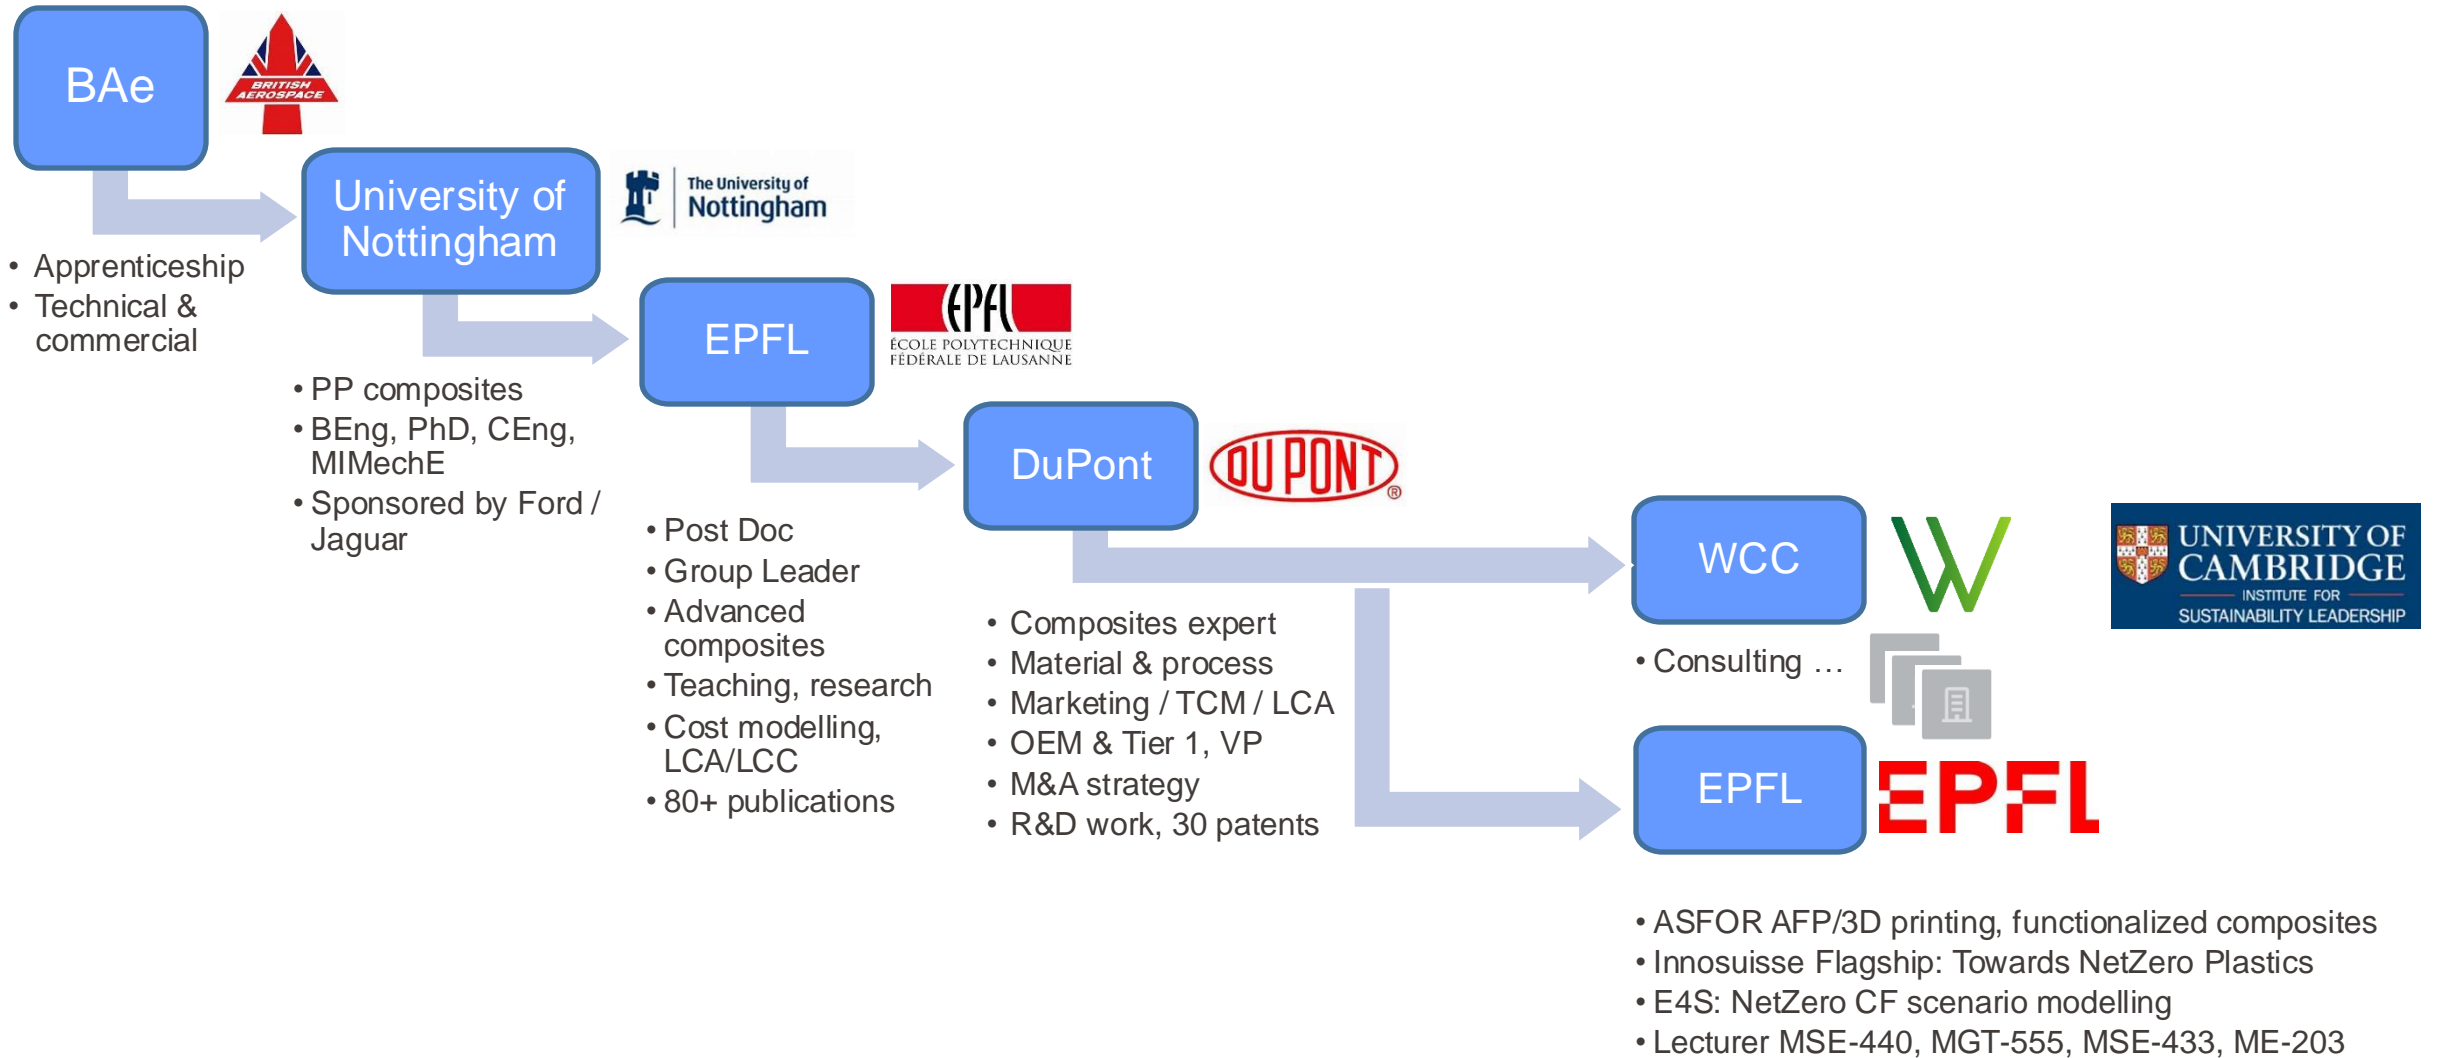 BAe
BRITISH
AEROSPACE
• Apprenticeship
• Technical &
commercial
University of
Nottingham
The University of
Nottingham
• PP composites
• BEng, PhD, CEng,
MIMechE
• Sponsored by Ford /
Jaguar
EPFL
EPFL
ÉCOLE POLYTECHNIQUE
FÉDÉRALE DE LAUSANNE
• Post Doc
• Group Leader
• Advanced
composites
• Teaching, research
• Cost modelling,
LCA/LCC
• 80+ publications
DuPont
DU PONT®
• Composites expert
• Material & process
• Marketing / TCM / LCA
• OEM & Tier 1, VP
• M&A strategy
• R&D work, 30 patents
WCC
W
UNIVERSITY OF
CAMBRIDGE
INSTITUTE FOR
SUSTAINABILITY LEADERSHIP
• Consulting …
EPFL
EPFL
• ASFOR AFP/3D printing, functionalized composites
• Innosuisse Flagship: Towards NetZero Plastics
• E4S: NetZero CF scenario modelling
• Lecturer MSE-440, MGT-555, MSE-433, ME-203